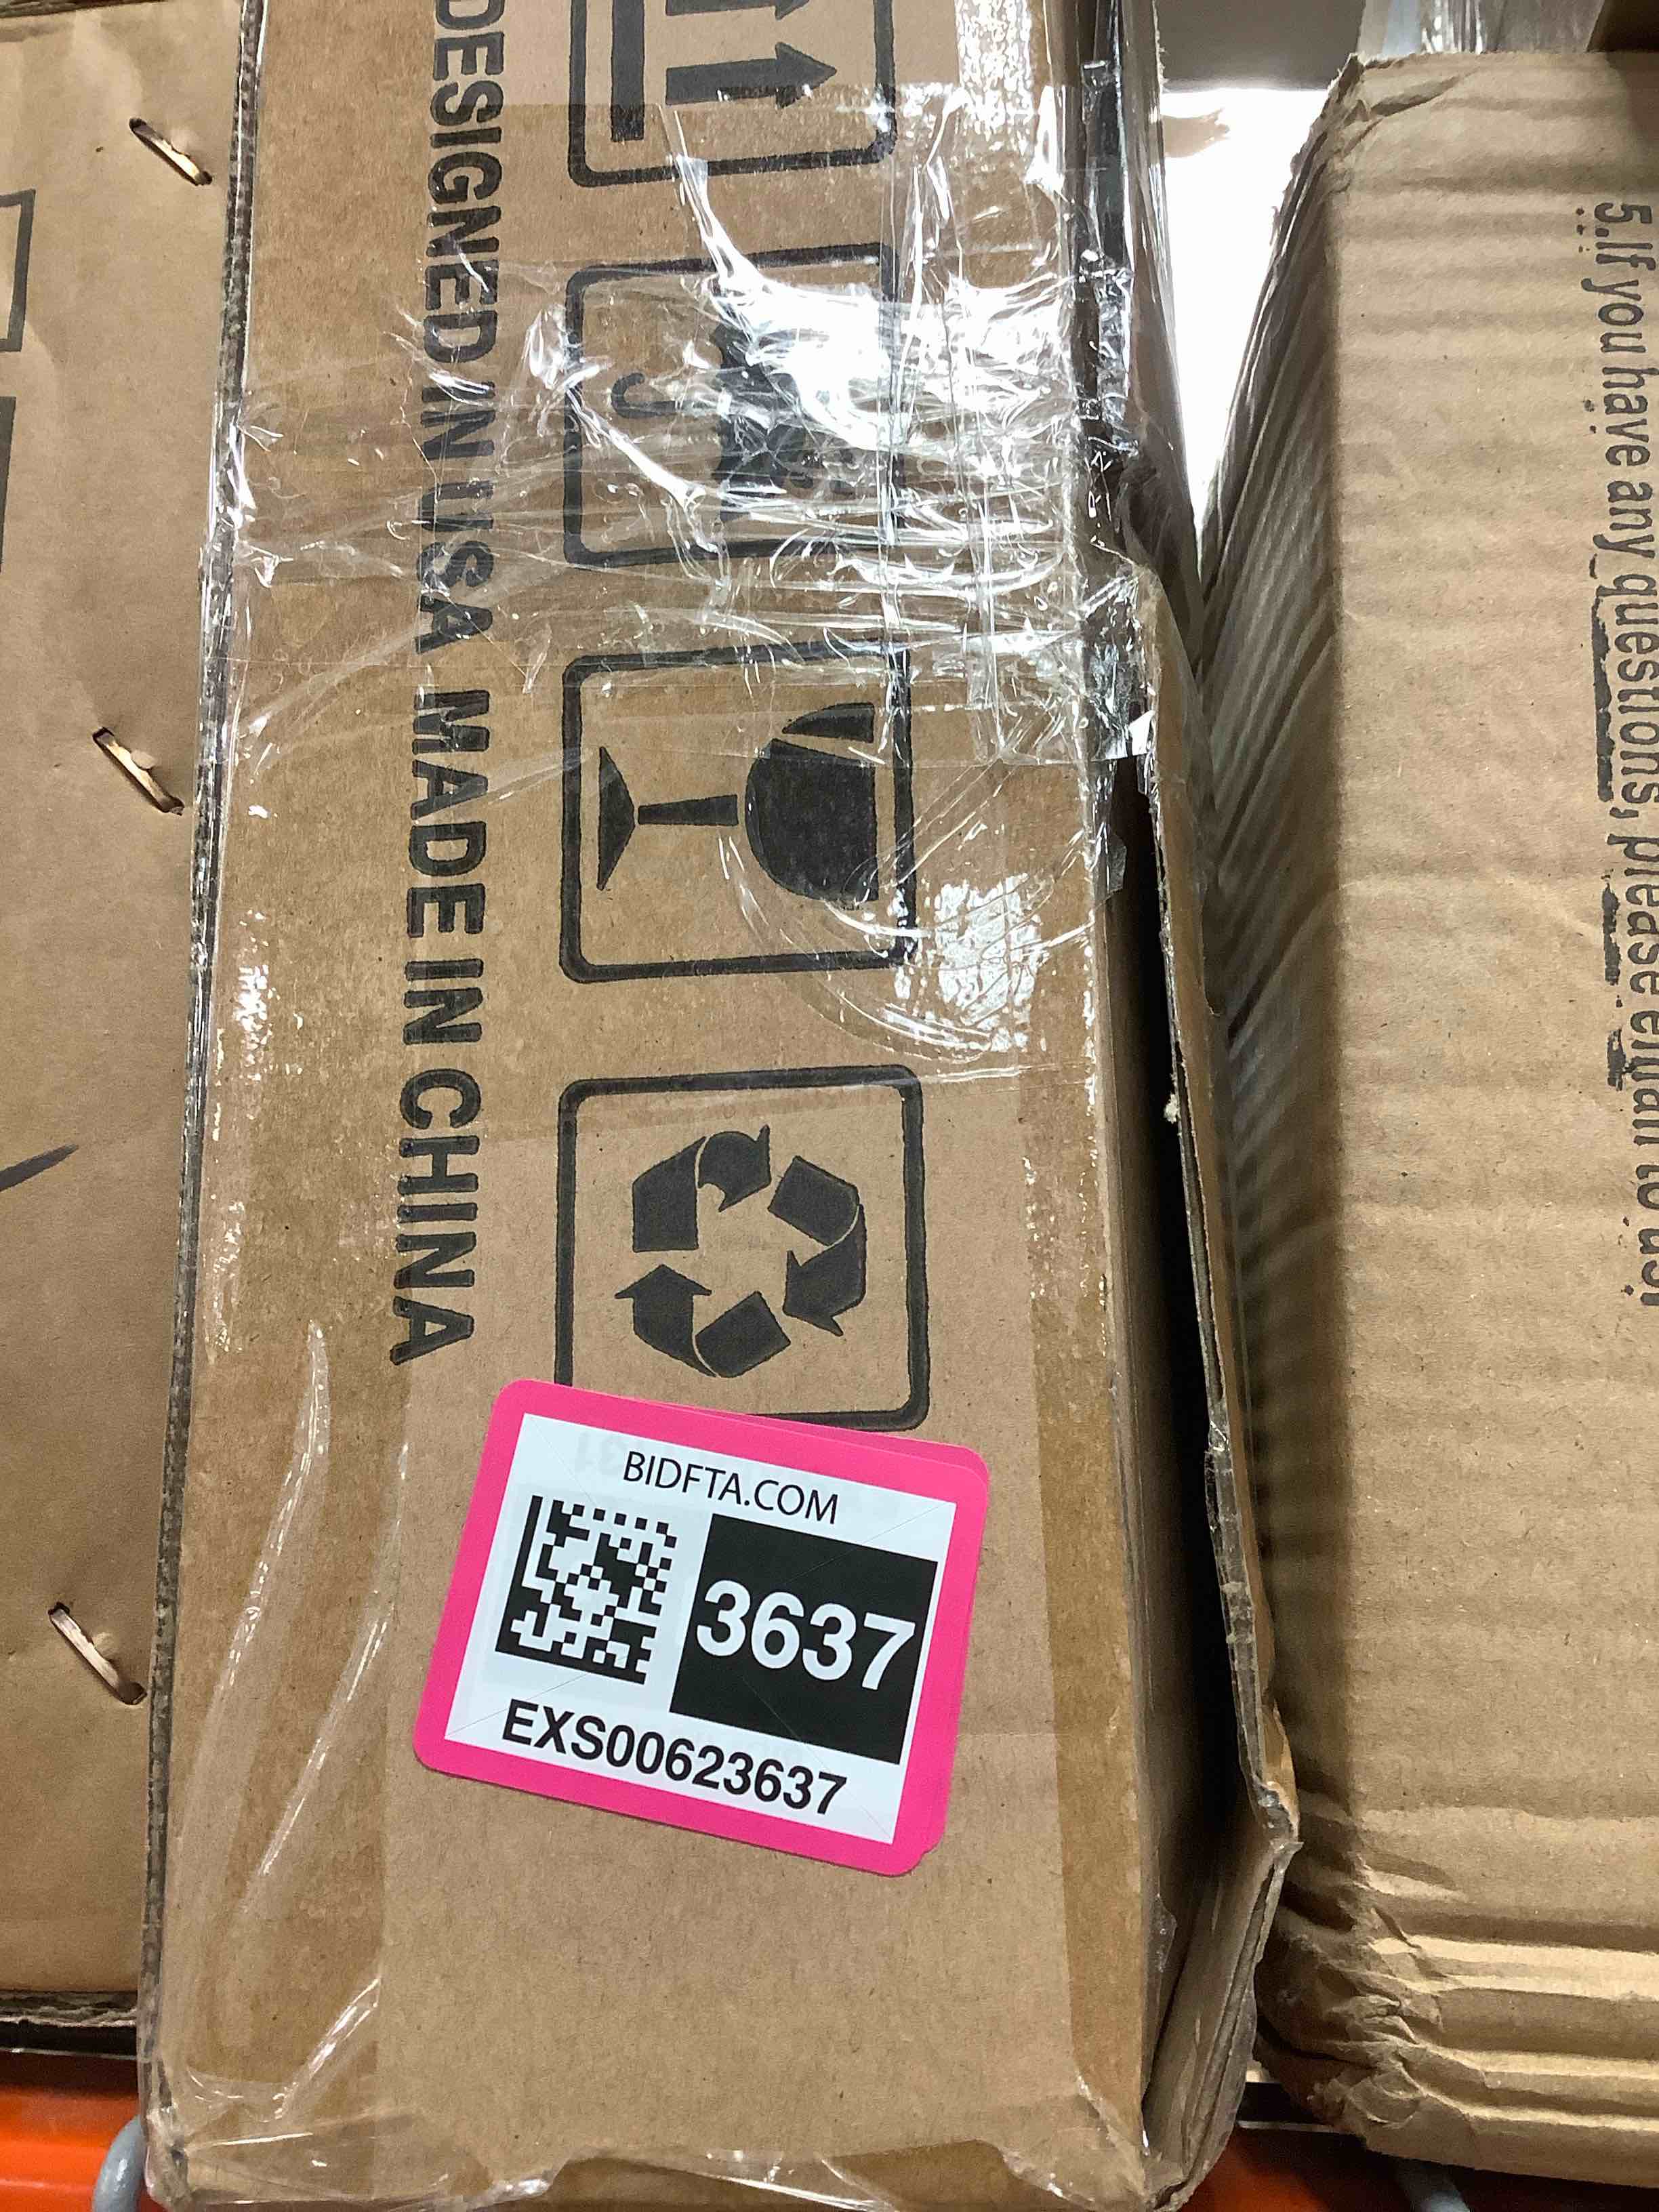 DESIGNED IN USA MADE IN CHINA
5.If you have any questions, please email to us!
BIDFTA.COM
3637
EXS00623637